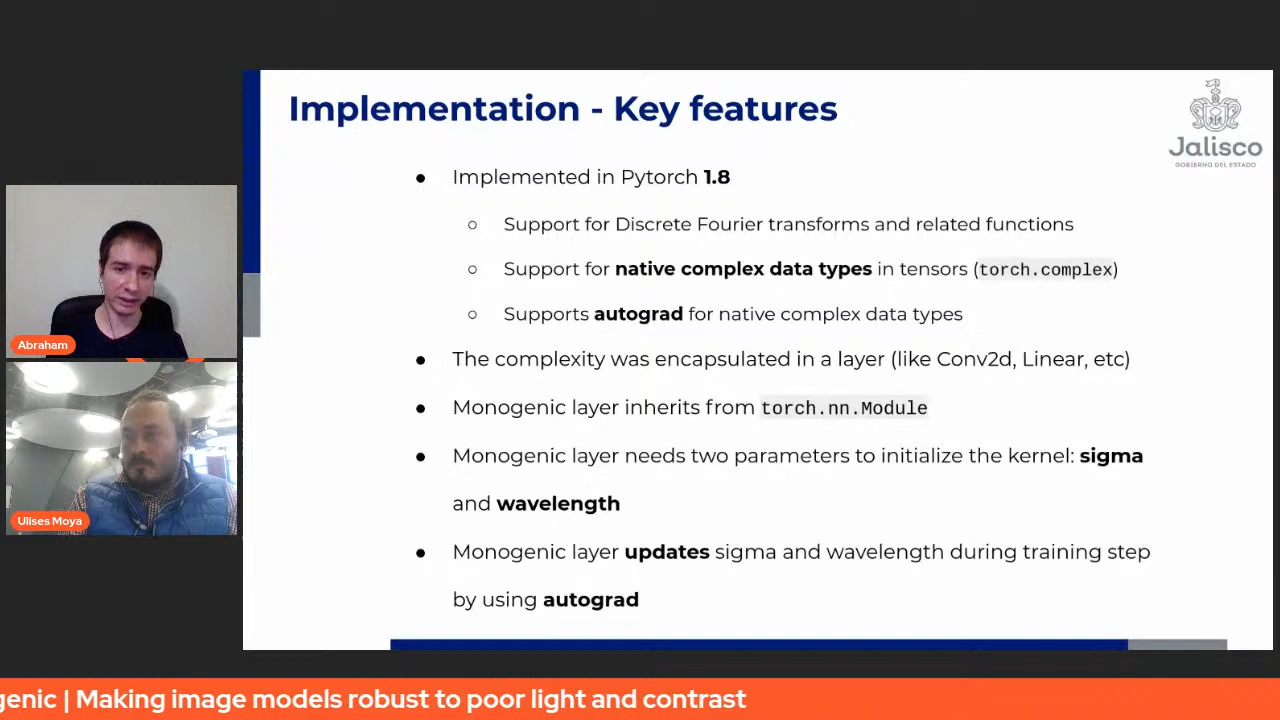 Implementation - Key features
Jalisco
GOBIERNO DEL ESTADO
● Implemented in Pytorch 1.8
○ Support for Discrete Fourier transforms and related functions
○ Support for native complex data types in tensors (torch.complex)
○ Supports autograd for native complex data types
● The complexity was encapsulated in a layer (like Conv2d, Linear, etc)
● Monogenic layer inherits from torch.nn.Module
● Monogenic layer needs two parameters to initialize the kernel: sigma
and wavelength
● Monogenic layer updates sigma and wavelength during training step
by using autograd
Abraham
Ulises Moya
genic | Making image models robust to poor light and contrast